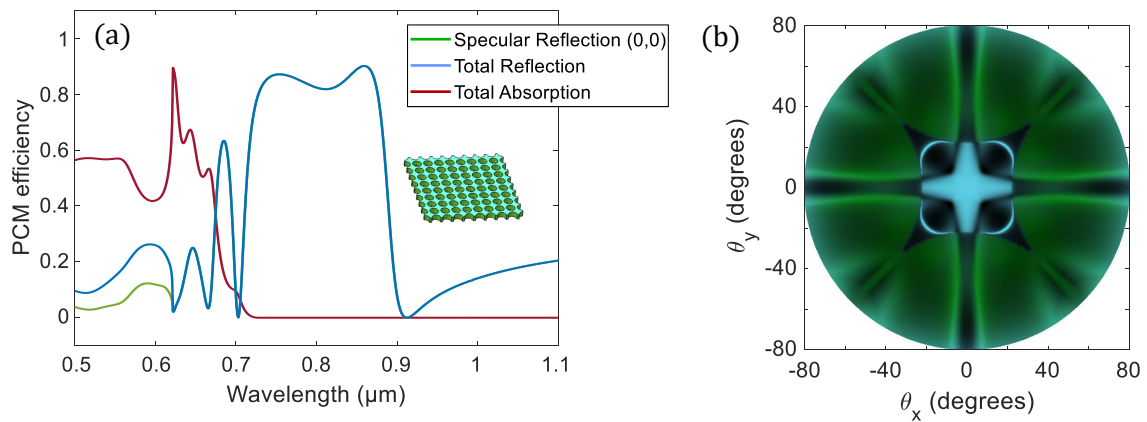 (a)
Specular Reflection (0,0)
Total Reflection
Total Absorption
PCM efficiency
1
0.8
0.6
0.4
0.2
0
0.5
0.6
0.7
0.8
0.9
1
1.1
Wavelength (μm)
(b)
θy (degrees)
80
40
0
-40
-80
-80
-40
0
40
80
θx (degrees)